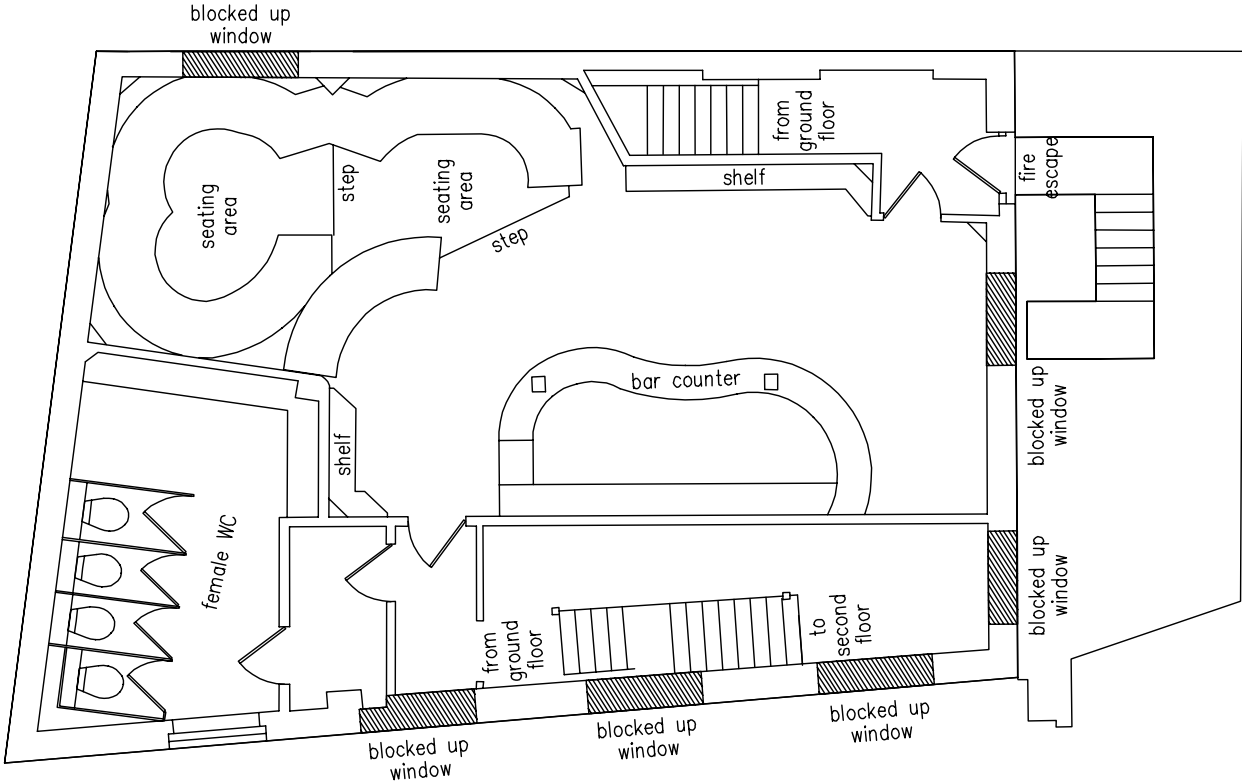 blocked up
window
from
ground
floor
fire
escape
shelf
step
seating
area
seating
area
step
bar counter
blocked up
window
shelf
female WC
blocked up
window
from
ground
floor
to
second
floor
blocked up
window
blocked up
window
blocked up
window